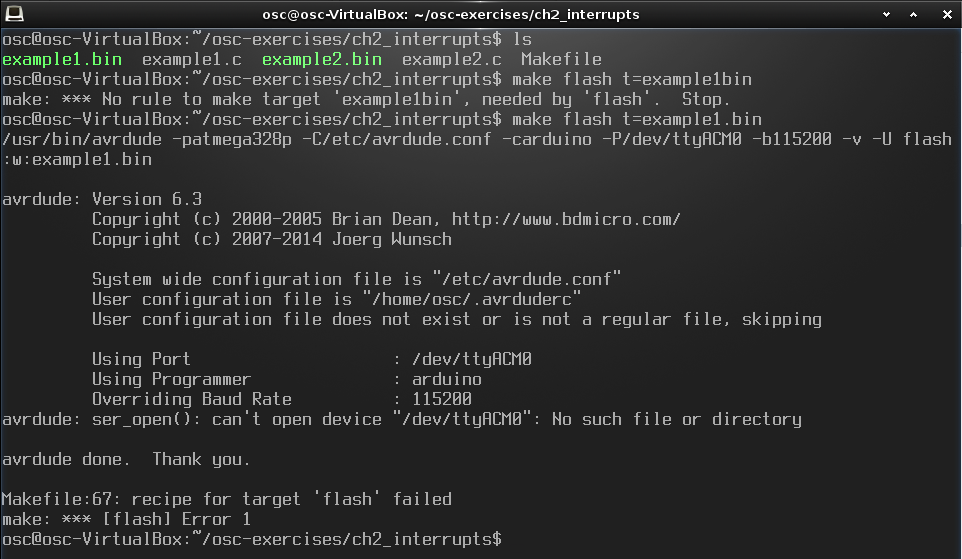 osc@osc-VirtualBox: ~/osc-exercises/ch2_interrupts
osc@osc-VirtualBox:~/osc-exercises/ch2_interrupts$ ls
example1.bin  example1.c  example2.bin  example2.c  Makefile
osc@osc-VirtualBox:~/osc-exercises/ch2_interrupts$ make flash t=example1bin
make: *** No rule to make target 'example1bin', needed by 'flash'.  Stop.
osc@osc-VirtualBox:~/osc-exercises/ch2_interrupts$ make flash t=example1.bin
/usr/bin/avrdude -patmega328p -C/etc/avrdude.conf -carduino -P/dev/ttyACM0 -b115200 -v -U flash
:w:example1.bin
avrdude: Version 6.3
Copyright (c) 2000-2005 Brian Dean, http://www.bdmicro.com/
Copyright (c) 2007-2014 Joerg Wunsch
System wide configuration file is "/etc/avrdude.conf"
User configuration file is "/home/osc/.avrduderc"
User configuration file does not exist or is not a regular file, skipping
Using Port                    : /dev/ttyACM0
Using Programmer              : arduino
Overriding Baud Rate          : 115200
avrdude: ser_open(): can't open device "/dev/ttyACM0": No such file or directory
avrdude done.  Thank you.
Makefile:67: recipe for target 'flash' failed
make: *** [flash] Error 1
osc@osc-VirtualBox:~/osc-exercises/ch2_interrupts$